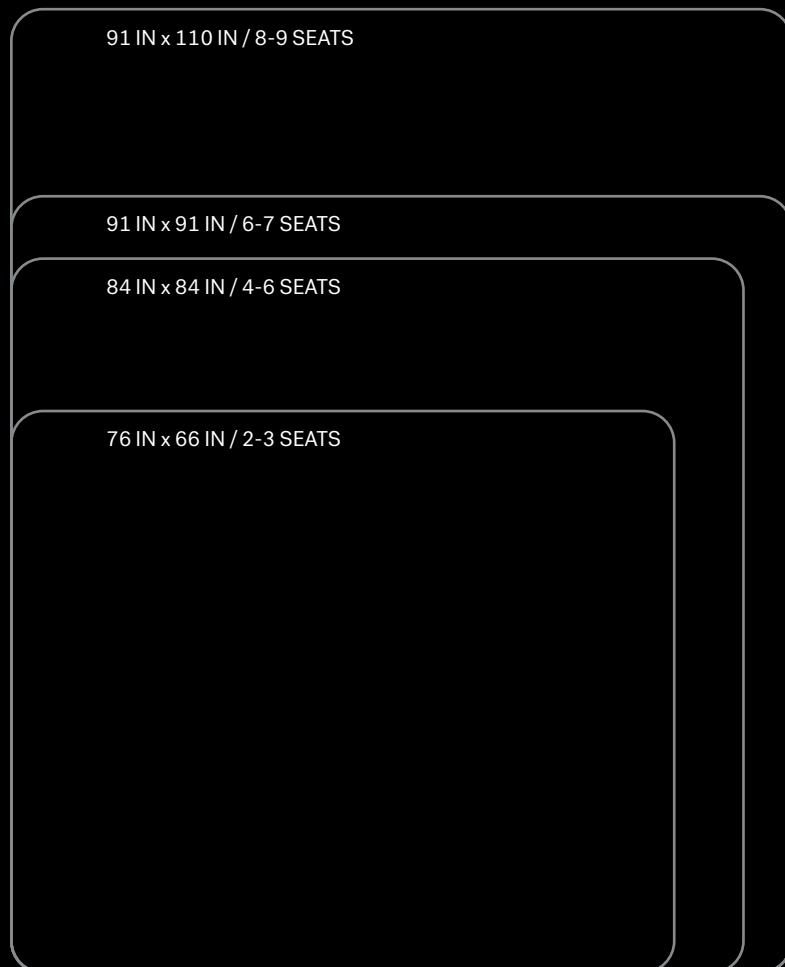 91 IN x 110 IN / 8-9 SEATS
91 IN x 91 IN / 6-7 SEATS
84 IN x 84 IN / 4-6 SEATS
76 IN x 66 IN / 2-3 SEATS